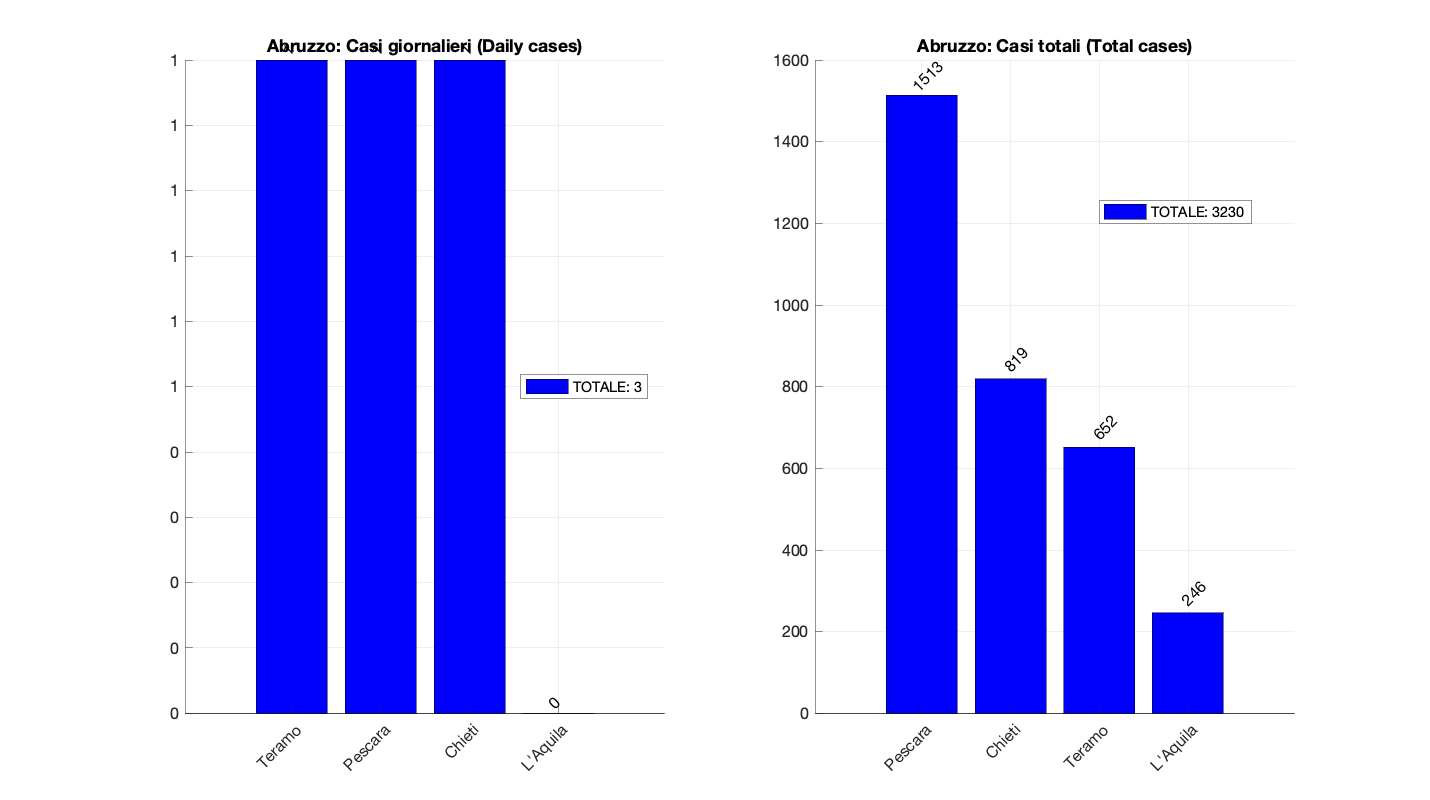 Abruzzo: Casi giornalieri (Daily cases)
1
1
1
1
1
1
0
0
0
0
0
0
TOTALE: 3
Teramo
Pescara
Chieti
L'Aquila
Abruzzo: Casi totali (Total cases)
1600
1400
1200
1000
800
600
400
200
0
1513
819
652
246
TOTALE: 3230
Pescara
Chieti
Teramo
L'Aquila